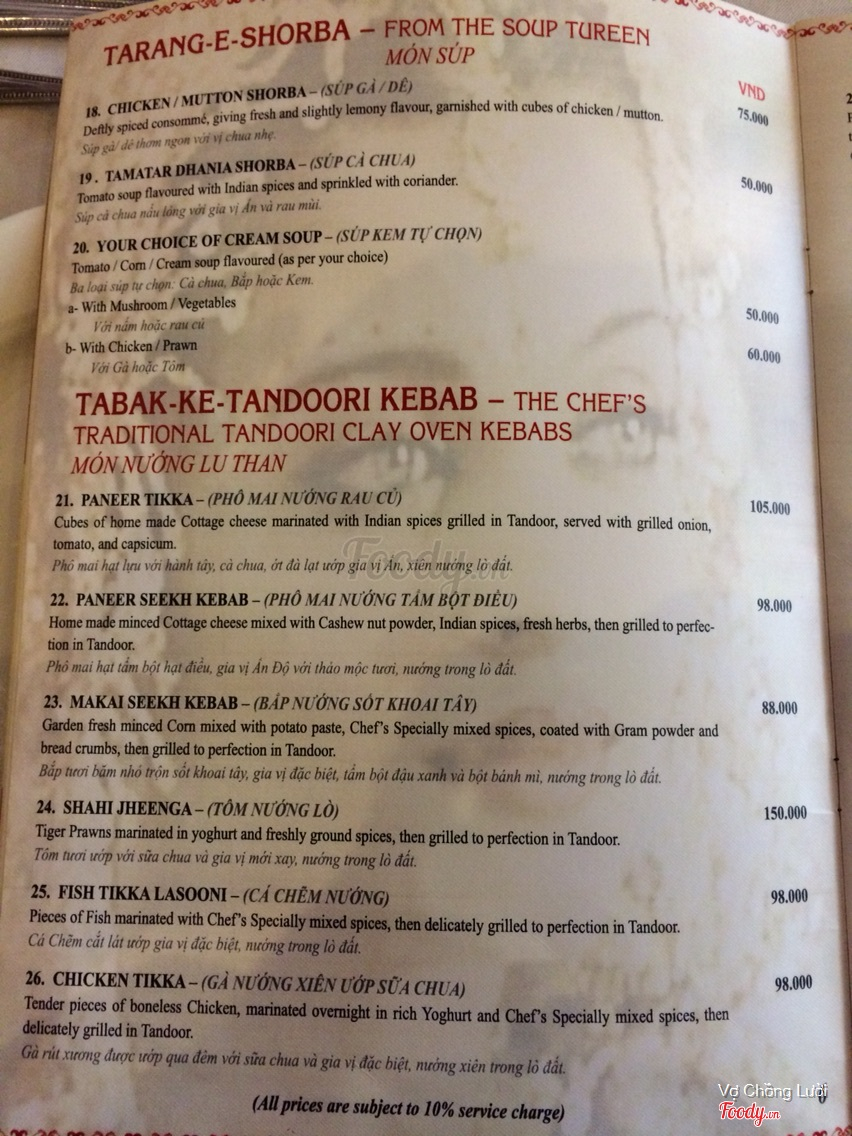 TARANG-E-SHORBA – FROM THE SOUP TUREEN
MÓN SÚP
VND
18. CHICKEN / MUTTON SHORBA – (SÚP GÀ / DÊ)
75.000
Deftly spiced consommé, giving fresh and slightly lemony flavour, garnished with cubes of chicken / mutton.
Súp gà/ dê thơm ngon với vị chua nhẹ.
19 . TAMATAR DHANIA SHORBA – (SÚP CÀ CHUA)
50.000
Tomato soup flavoured with Indian spices and sprinkled with coriander.
Súp cà chua nấu lỏng với gia vị Ấn và rau mùi.
20. YOUR CHOICE OF CREAM SOUP – (SÚP KEM TỰ CHỌN)
Tomato / Corn / Cream soup flavoured (as per your choice)
Ba loại súp tự chọn: Cà chua, Bắp hoặc Kem.
a- With Mushroom / Vegetables
50.000
Với nấm hoặc rau củ
b- With Chicken / Prawn
60.000
Với Gà hoặc Tôm
TABAK-KE-TANDOORI KEBAB – THE CHEF'S
TRADITIONAL TANDOORI CLAY OVEN KEBABS
MÓN NƯỚNG LU THAN
21. PANEER TIKKA – (PHÔ MAI NƯỚNG RAU CỦ)
105.000
Cubes of home made Cottage cheese marinated with Indian spices grilled in Tandoor, served with grilled onion,
tomato, and capsicum.
Phô mai hạt lựu với hành tây, cà chua, ớt đà lạt ướp gia vị Ấn, xiên nướng lò đất.
22. PANEER SEEKH KEBAB – (PHÔ MAI NƯỚNG TẨM BỘT ĐIỀU)
98.000
Home made minced Cottage cheese mixed with Cashew nut powder, Indian spices, fresh herbs, then grilled to perfec-
tion in Tandoor.
Phô mai hạt tẩm bột hạt điều, gia vị Ấn Độ với thảo mộc tươi, nướng trong lò đất.
23. MAKAI SEEKH KEBAB – (BẮP NƯỚNG SỐT KHOAI TÂY)
88.000
Garden fresh minced Corn mixed with potato paste, Chef's Specially mixed spices, coated with Gram powder and
bread crumbs, then grilled to perfection in Tandoor.
Bắp tươi băm nhỏ trộn sốt khoai tây, gia vị đặc biệt, tẩm bột đậu xanh và bột bánh mì, nướng trong lò đất.
24. SHAHI JHEENGA – (TÔM NƯỚNG LÒ)
150.000
Tiger Prawns marinated in yoghurt and freshly ground spices, then grilled to perfection in Tandoor.
Tôm tươi ướp với sữa chua và gia vị mới xay, nướng trong lò đất.
25. FISH TIKKA LASOONI – (CÁ CHẼM NƯỚNG)
98.000
Pieces of Fish marinated with Chef's Specially mixed spices, then delicately grilled to perfection in Tandoor.
Cá Chẽm cắt lát ướp gia vị đặc biệt, nướng trong lò đất.
26. CHICKEN TIKKA – (GÀ NƯỚNG XIÊN ƯỚP SỮA CHUA)
98.000
Tender pieces of boneless Chicken, marinated overnight in rich Yoghurt and Chef's Specially mixed spices, then
delicately grilled in Tandoor.
Gà rút xương được ướp qua đêm với sữa chua và gia vị đặc biệt, nướng xiên trong lò đất.
(All prices are subject to 10% service charge)
Foody.vn
Vợ Chồng Lười
Foody.vn